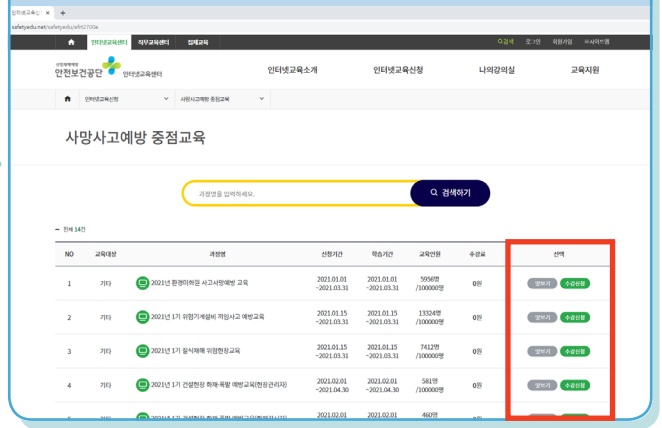 safetyedu.net/safetyedu/efrt2700a
인터넷교육센터 직무교육센터 집체교육 검색 로그인 회원가입 사이트맵
산업재해예방
안전보건공단 인터넷교육센터 인터넷교육소개 인터넷교육신청 나의강의실 교육지원
인터넷교육신청 사망사고예방 중점교육
사망사고예방 중점교육
과정명을 입력하세요. 검색하기
전체 14건
NO 교육대상 과정명 신청기간 학습기간 교육인원 수강료 선택
1 기타 2021년 환경미화원 사고사망예방 교육 2021.01.01 ~2021.03.31 2021.01.01 ~2021.03.31 5956명 /100000명 0원 맛보기 수강신청
2 기타 2021년 1기 위험기계설비 끼임사고 예방교육 2021.01.15 ~2021.03.31 2021.01.15 ~2021.03.31 13324명 /100000명 0원 맛보기 수강신청
3 기타 2021년 1기 질식재해 위험현장교육 2021.01.15 ~2021.03.31 2021.01.15 ~2021.03.31 7412명 /100000명 0원 맛보기 수강신청
4 기타 2021년 1기 건설현장 화재·폭발 예방교육(현장관리자) 2021.02.01 ~2021.04.30 2021.02.01 ~2021.04.30 581명 /100000명 0원 맛보기 수강신청
2021.02.01 2021.02.01 460명